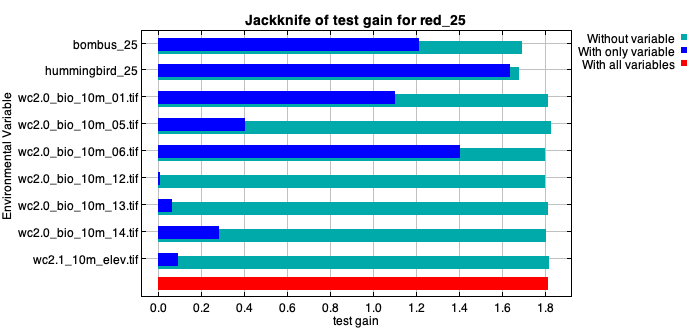 Jackknife of test gain for red_25
Without variable
With only variable
With all variables
Environmental Variable
bombus_25
hummingbird_25
wc2.0_bio_10m_01.tif
wc2.0_bio_10m_05.tif
wc2.0_bio_10m_06.tif
wc2.0_bio_10m_12.tif
wc2.0_bio_10m_13.tif
wc2.0_bio_10m_14.tif
wc2.1_10m_elev.tif
0.0 0.2 0.4 0.6 0.8 1.0 1.2 1.4 1.6 1.8
test gain